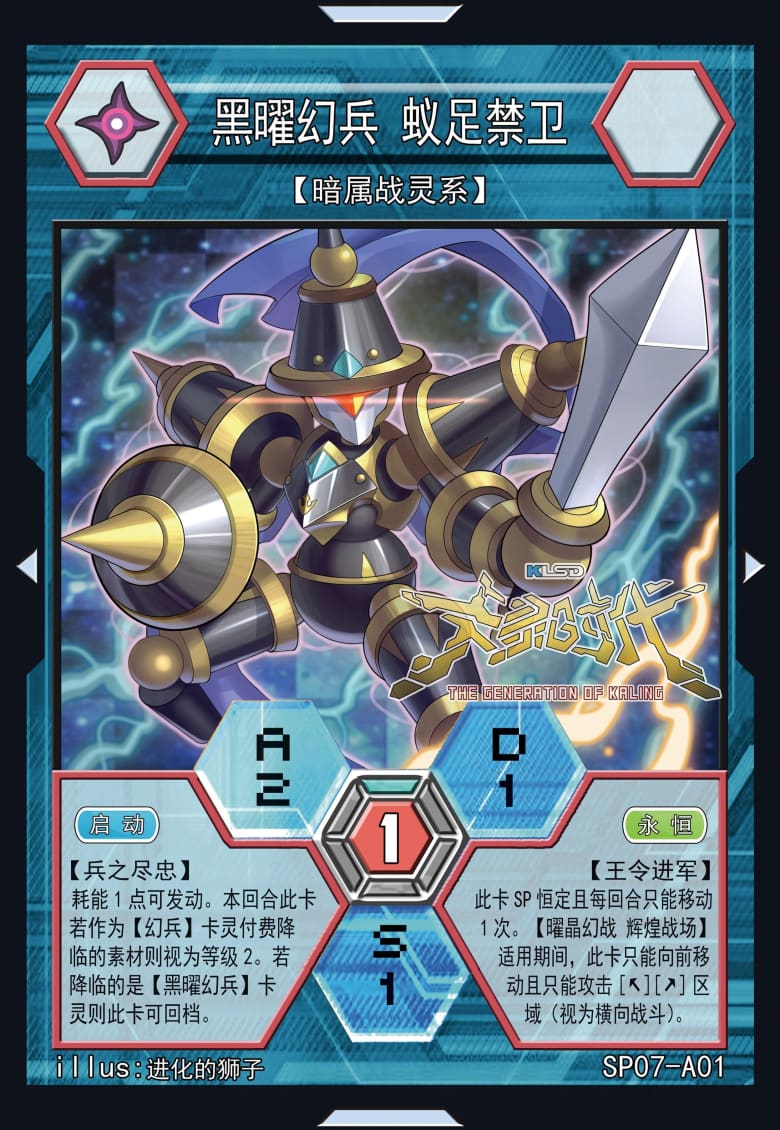 黑曜幻兵 蚁足禁卫
【暗属战灵系】
KLSD
卡灵时代
THE GENERATION OF KALING
A
2
D
1
1
S
1
启动
【兵之尽忠】
耗能1点可发动。本回合此卡
若作为【幻兵】卡灵付费降
临的素材则视为等级2。若
降临的是【黑曜幻兵】卡
灵则此卡可回档。
永恒
【王令进军】
此卡SP恒定且每回合只能移动
1次。【曜晶幻战 辉煌战场】
适用期间，此卡只能向前移
动且只能攻击[↖][↗]区
域（视为横向战斗）。
illus:进化的狮子
SP07-A01